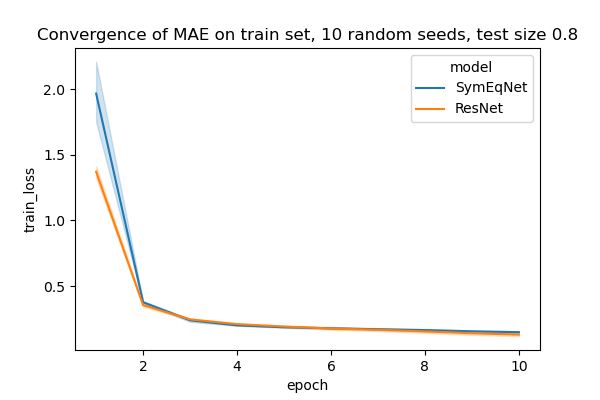 Convergence of MAE on train set, 10 random seeds, test size 0.8
model
SymEqNet
ResNet
train_loss
2.0
1.5
1.0
0.5
2 4 6 8 10
epoch